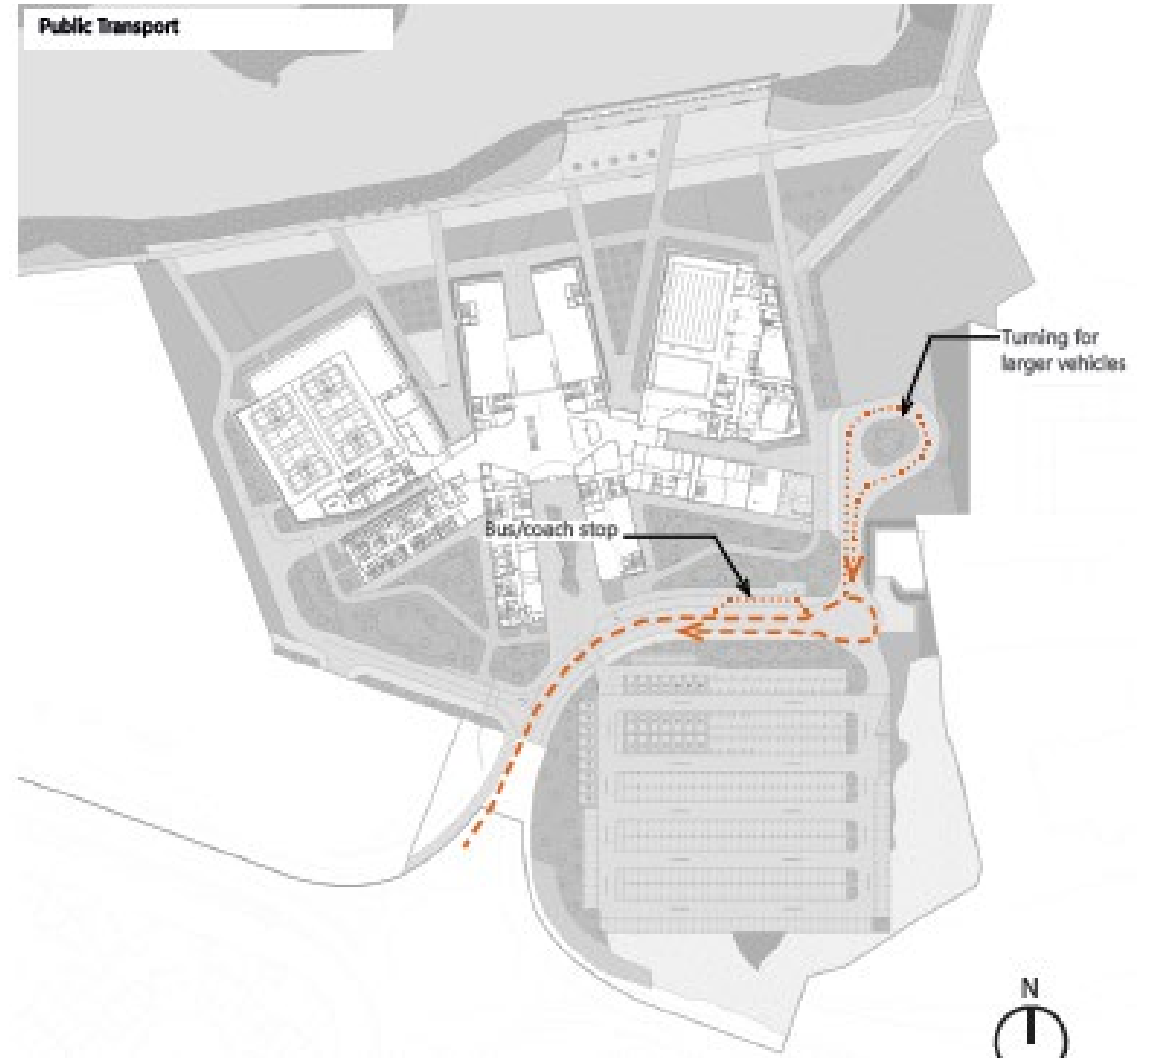 Public Transport
Turning for
larger vehicles
Bus/coach stop
N